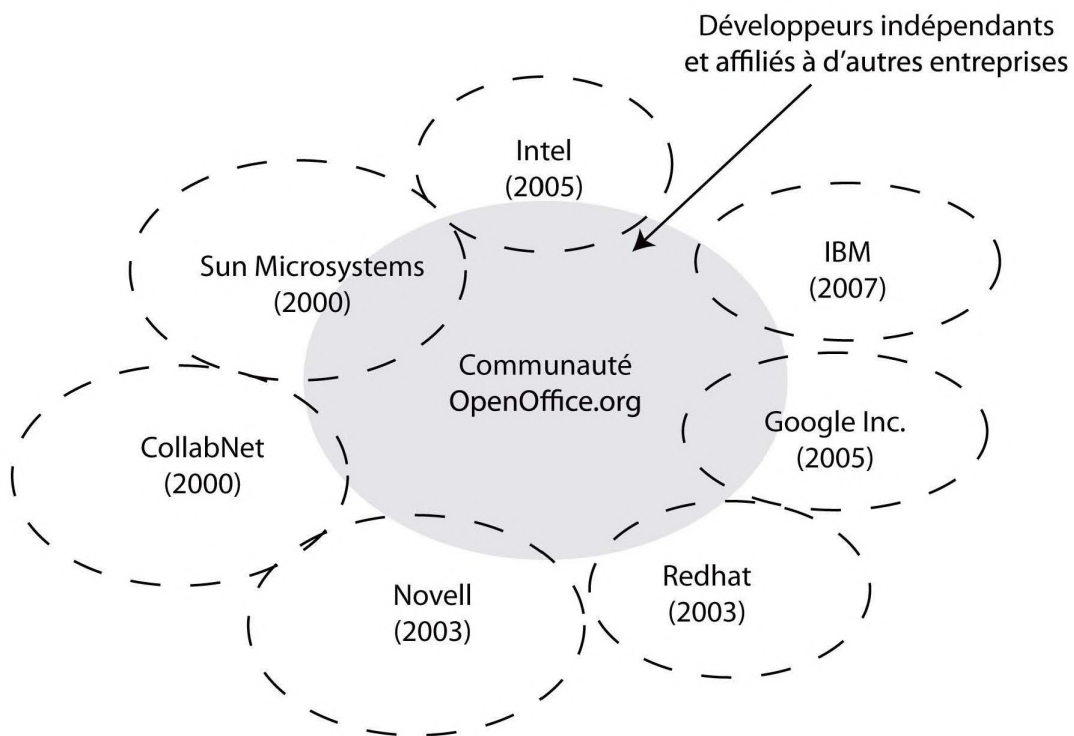 Développeurs indépendants
et affiliés à d'autres entreprises
Intel
(2005)
Sun Microsystems
(2000)
IBM
(2007)
Communauté
OpenOffice.org
Google Inc.
(2005)
CollabNet
(2000)
Novell
(2003)
Redhat
(2003)